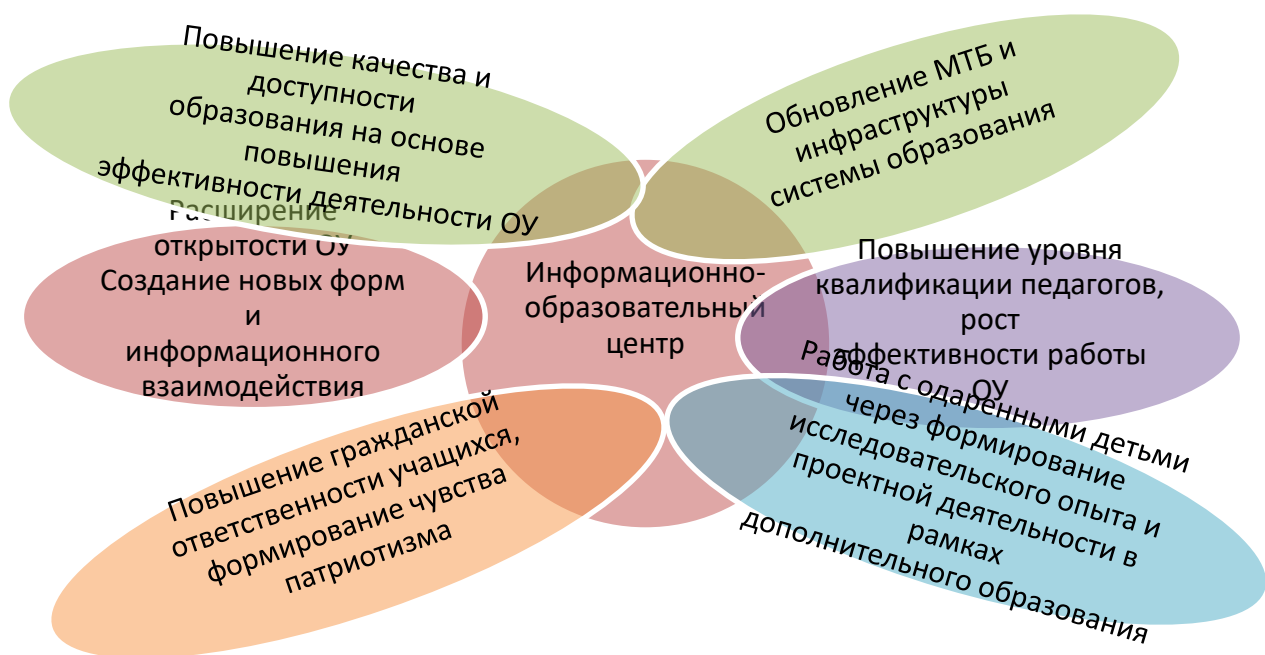 Повышение качества и
доступности
образования на основе
повышения
эффективности деятельности ОУ
Обновление МТБ и
инфраструктуры
системы образования
Расширение
открытости ОУ
Создание новых форм
и
информационного
взаимодействия
Информационно-
образовательный
центр
Повышение уровня
квалификации педагогов,
рост
эффективности работы
ОУ
Повышение гражданской
ответственности учащихся,
формирование чувства
патриотизма
Работа с одаренными детьми
через формирование
исследовательского опыта и
проектной деятельности в
рамках
дополнительного образования